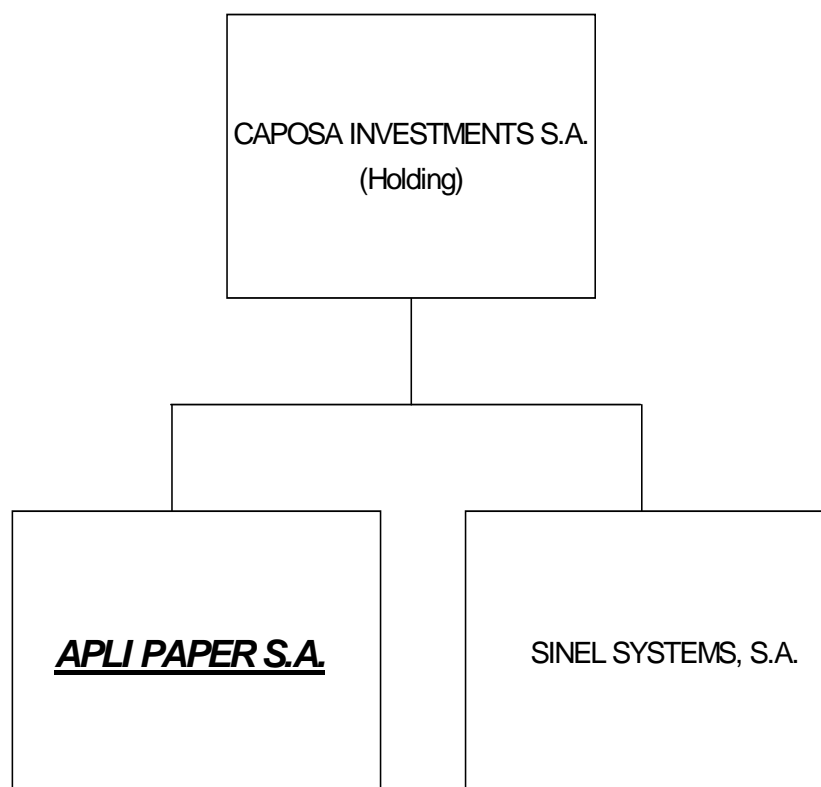 CAPOSA INVESTMENTS S.A.
(Holding)
APLI PAPER S.A.
SINEL SYSTEMS, S.A.